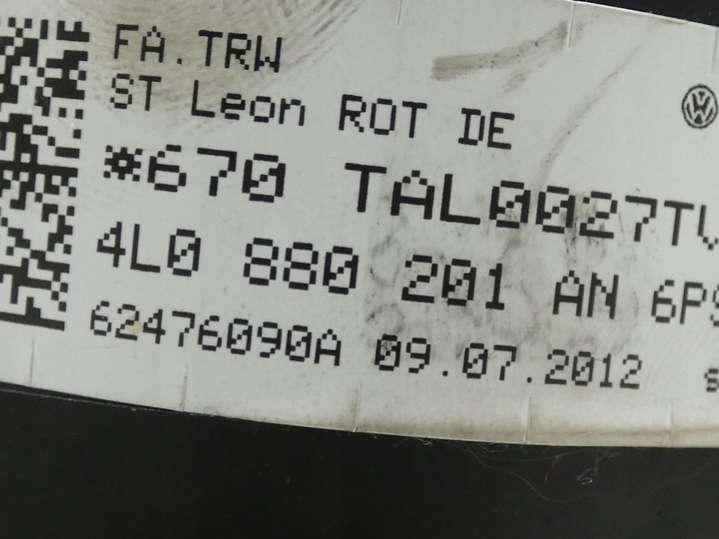 FA.TRW
ST Leon ROT DE
*670 TAL0027TV
4L0 880 201 AN 6PS
62476090A 09.07.2012 s